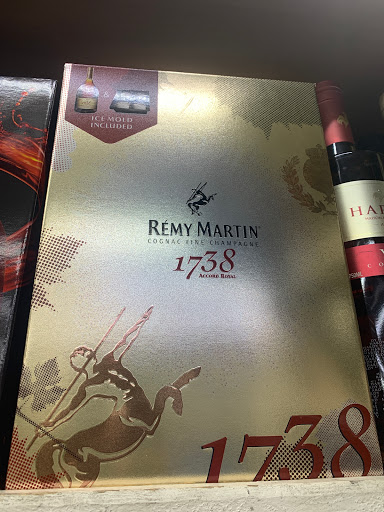 &
ICE MOLD
INCLUDED
RÉMY MARTIN
COGNAC FINE CHAMPAGNE
1738
ACCORD ROYAL
1738